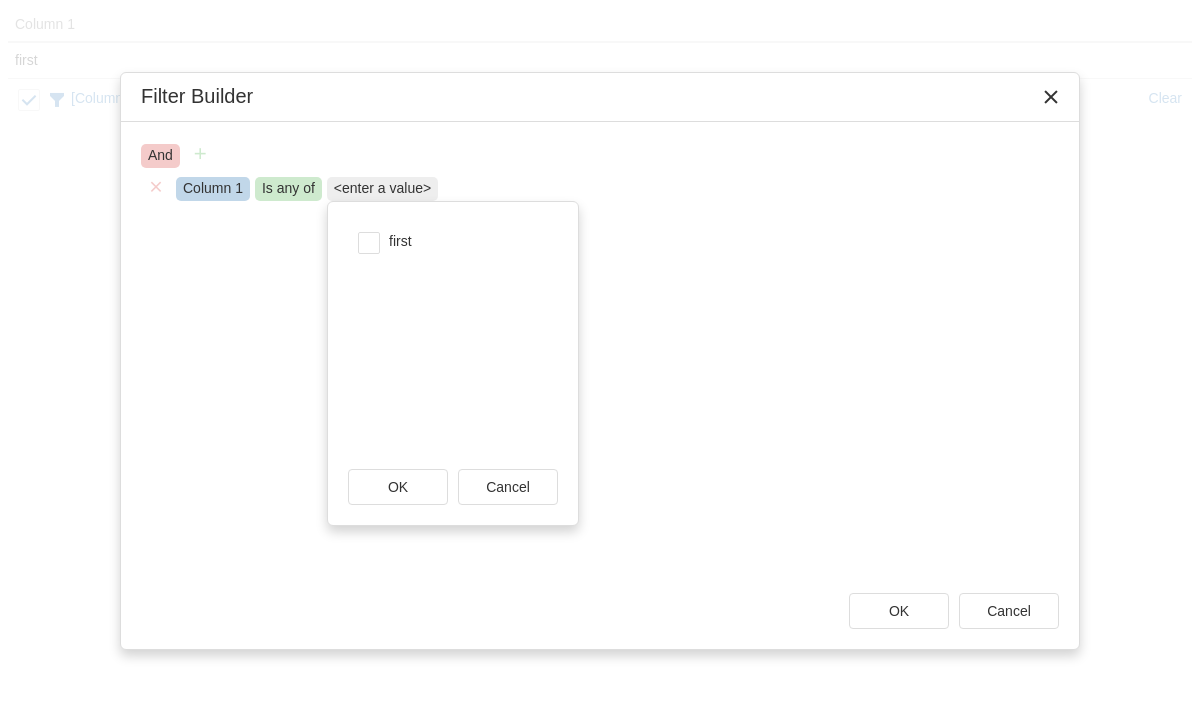 Column 1
first
[Column
Clear
Filter Builder
And
Column 1 Is any of <enter a value>
first
OK Cancel
OK Cancel